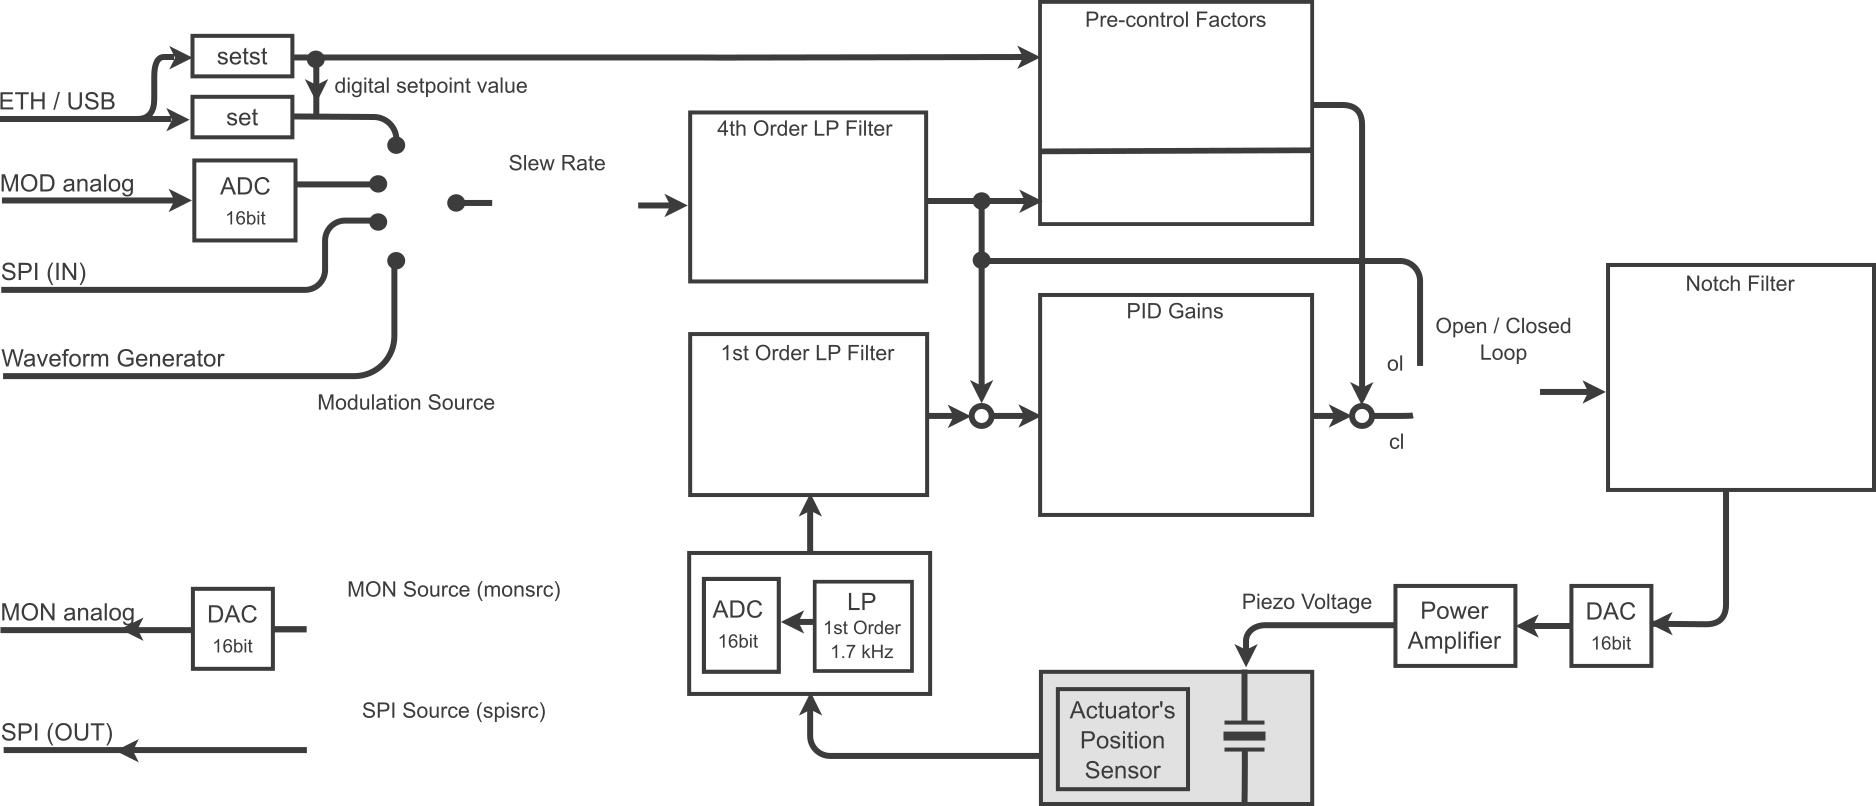 Pre-control Factors
setst
digital setpoint value
ETH / USB
set
4th Order LP Filter
Slew Rate
MOD analog
ADC
16bit
SPI (IN)
Notch Filter
PID Gains
Open / Closed
Loop
Waveform Generator
1st Order LP Filter
ol
Modulation Source
cl
MON Source (monsrc)
MON analog
DAC
16bit
ADC
16bit
LP
1st Order
1.7 kHz
Piezo Voltage
Power
Amplifier
DAC
16bit
SPI Source (spisrc)
SPI (OUT)
Actuator's
Position
Sensor